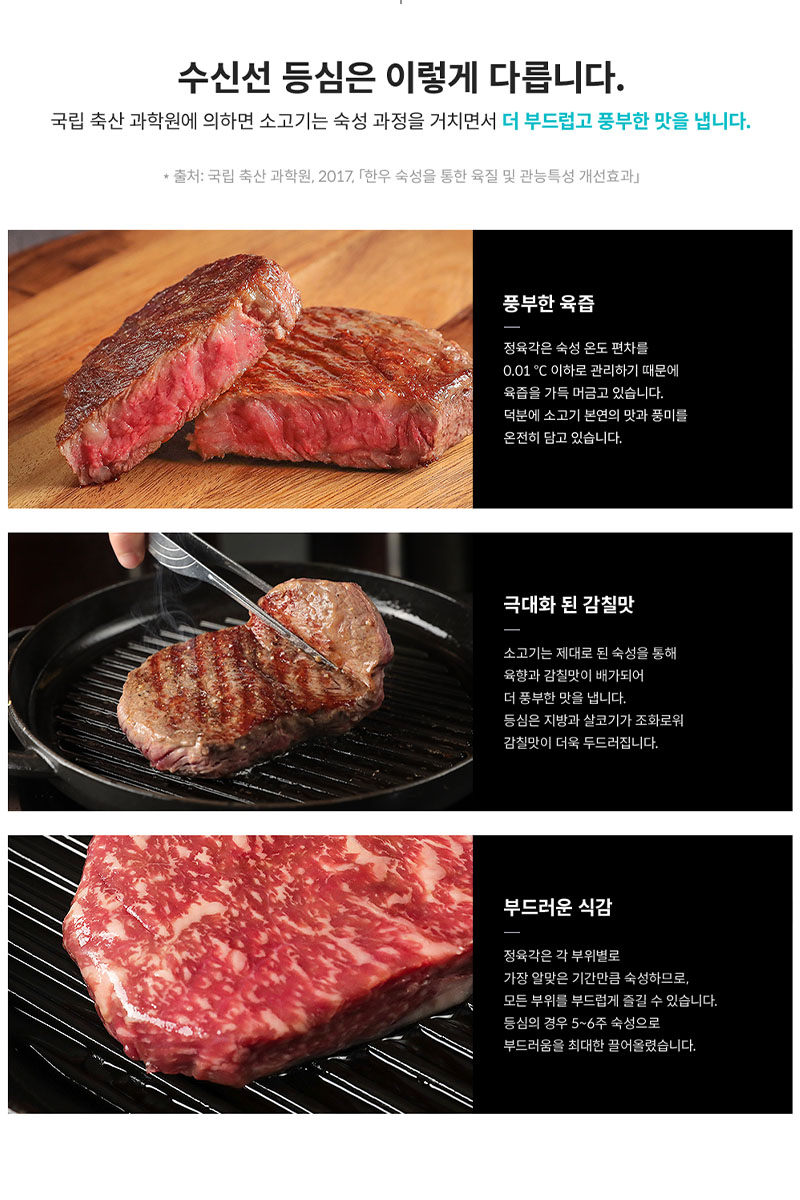 수신선 등심은 이렇게 다릅니다.
국립 축산 과학원에 의하면 소고기는 숙성 과정을 거치면서 더 부드럽고 풍부한 맛을 냅니다.
* 출처: 국립 축산 과학원, 2017, ｢한우 숙성을 통한 육질 및 관능특성 개선효과｣
풍부한 육즙
정육각은 숙성 온도 편차를
0.01 ℃ 이하로 관리하기 때문에
육즙을 가득 머금고 있습니다.
덕분에 소고기 본연의 맛과 풍미를
온전히 담고 있습니다.
극대화 된 감칠맛
소고기는 제대로 된 숙성을 통해
육향과 감칠맛이 배가되어
더 풍부한 맛을 냅니다.
등심은 지방과 살코기가 조화로워
감칠맛이 더욱 두드러집니다.
부드러운 식감
정육각은 각 부위별로
가장 알맞은 기간만큼 숙성하므로,
모든 부위를 부드럽게 즐길 수 있습니다.
등심의 경우 5~6주 숙성으로
부드러움을 최대한 끌어올렸습니다.